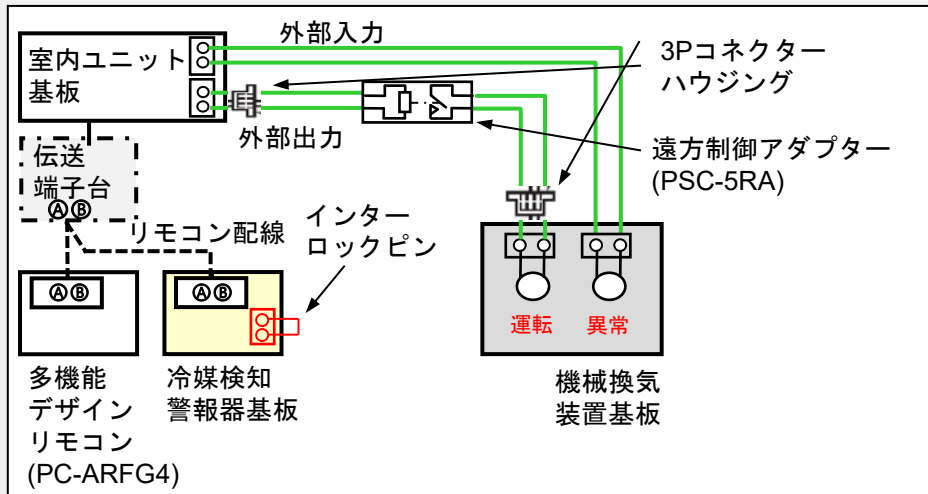 外部入力
3Pコネクター
ハウジング
室内ユニット
基板
外部出力
遠方制御アダプター
(PSC-5RA)
伝送
端子台
Ⓐ Ⓑ
リモコン配線
インター
ロックピン
Ⓐ Ⓑ
Ⓐ Ⓑ
運転
異常
多機能
デザイン
リモコン
(PC-ARFG4)
冷媒検知
警報器基板
機械換気
装置基板